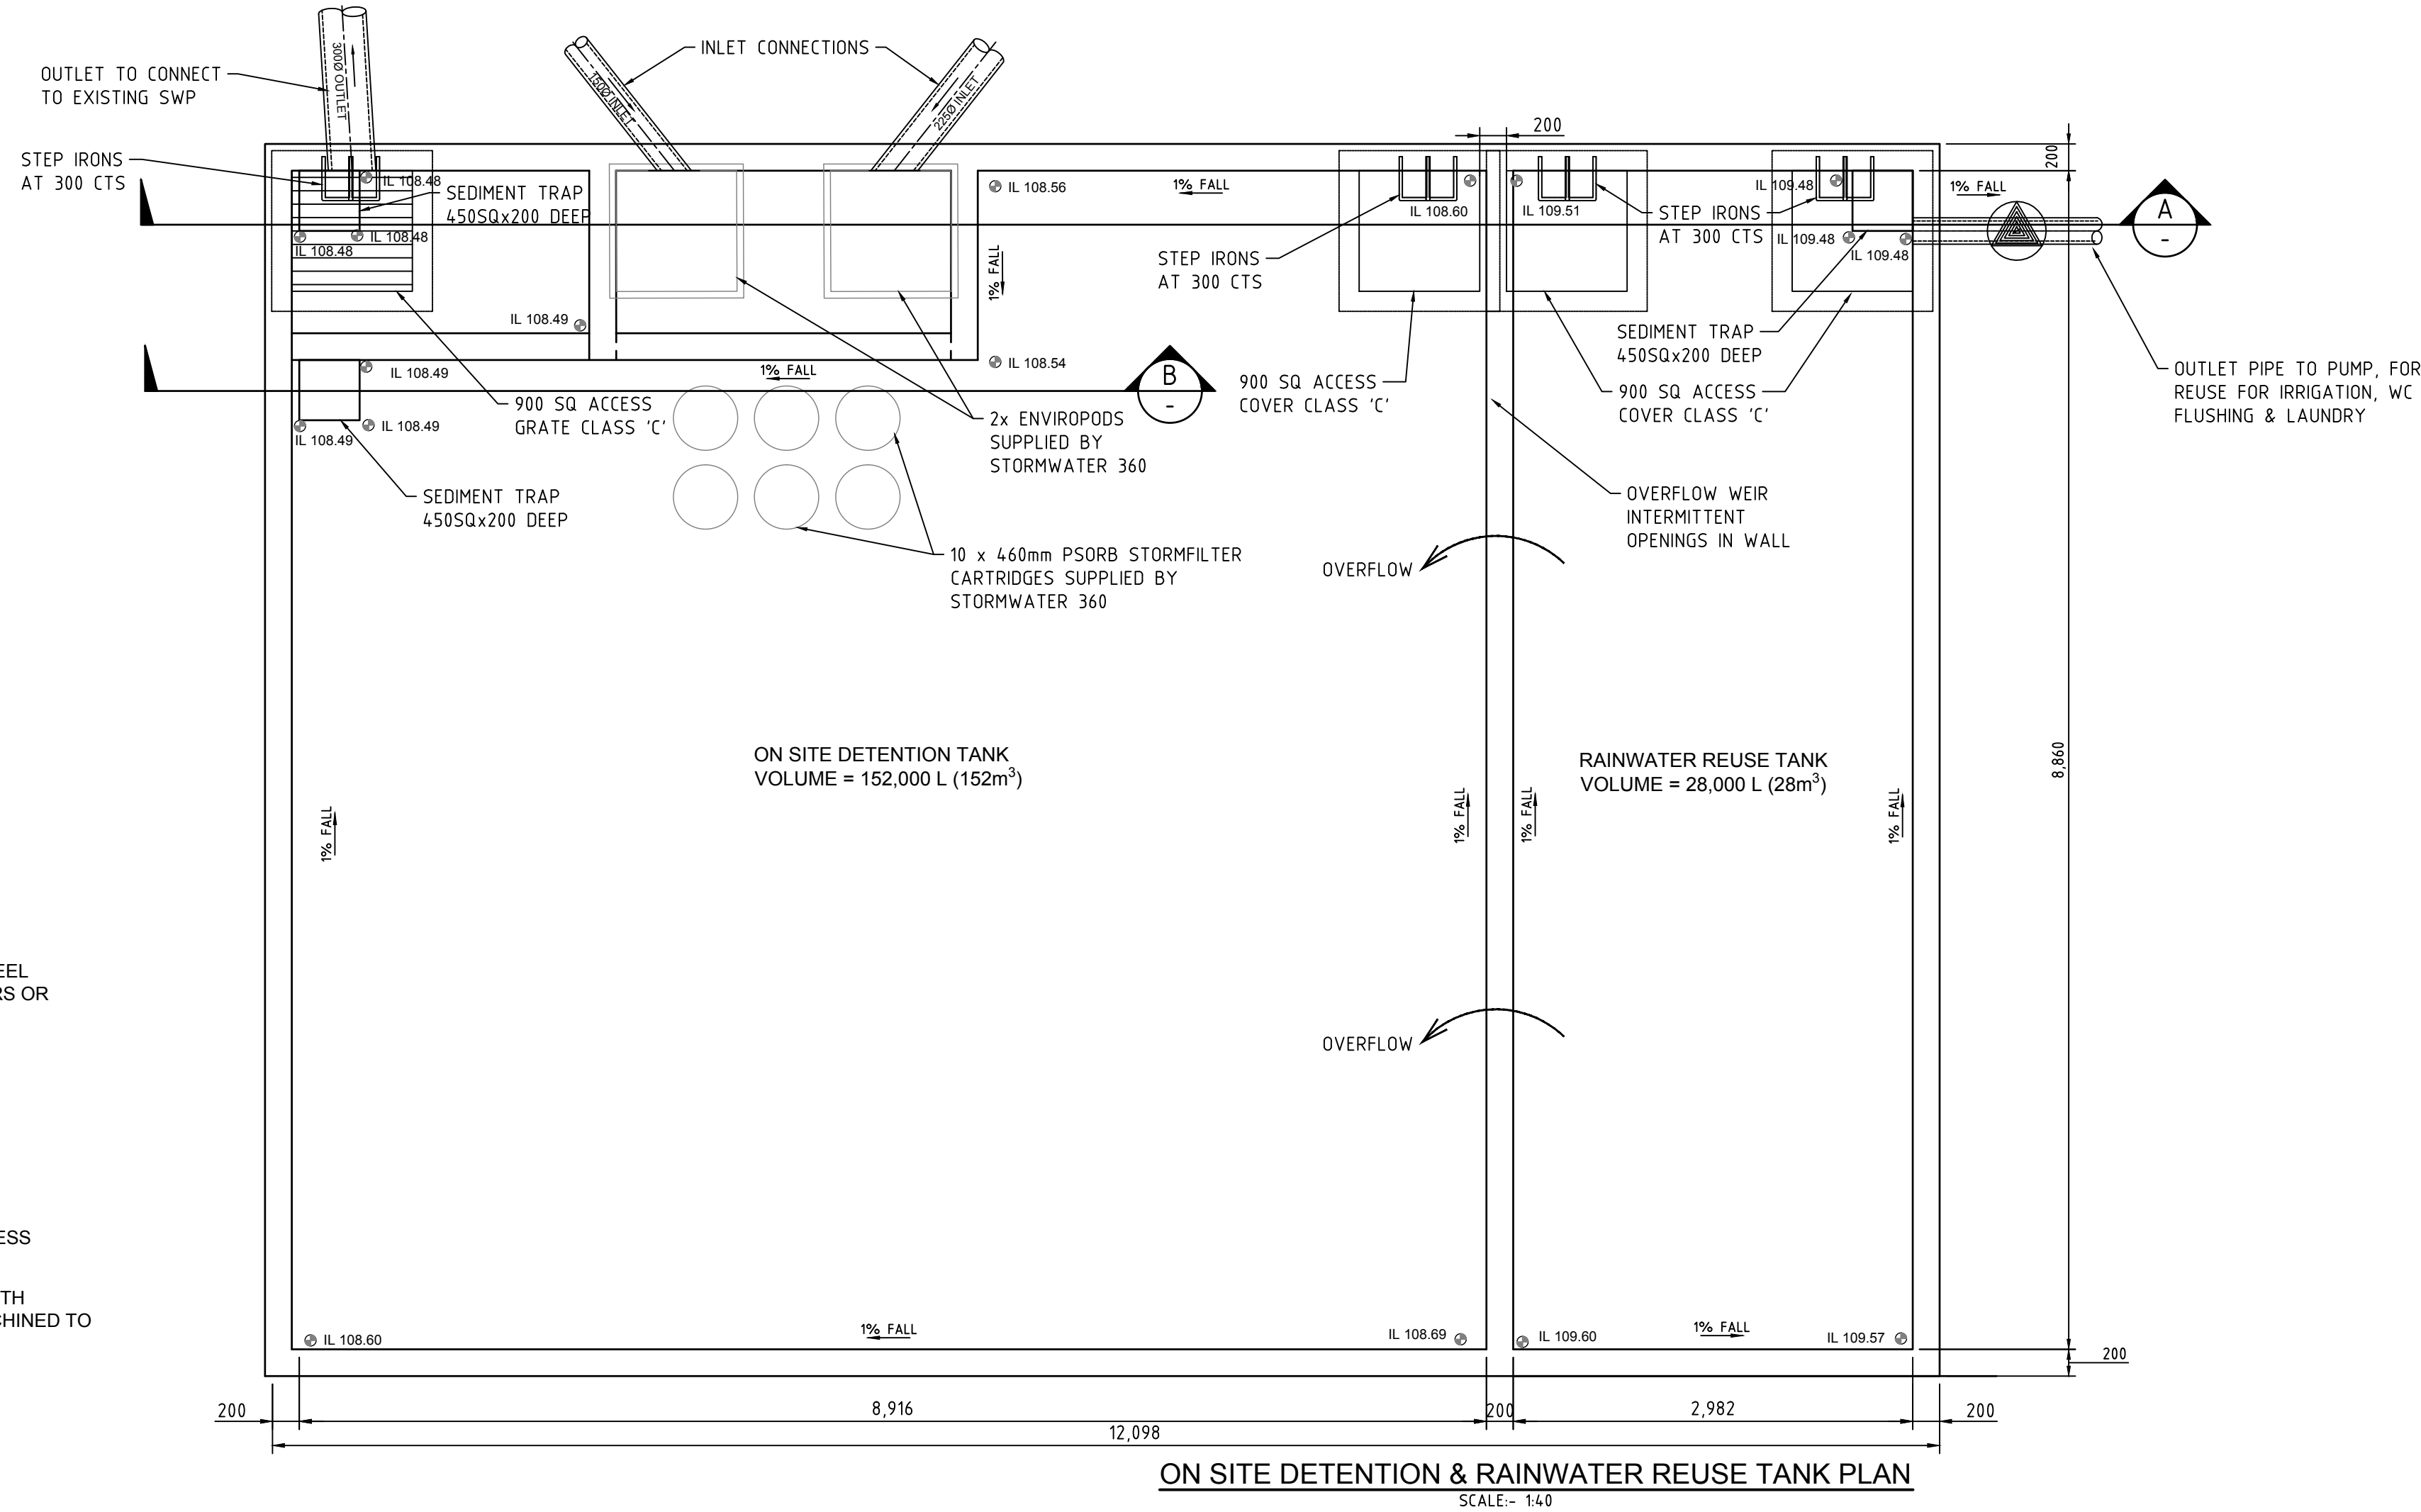 INLET CONNECTIONS
OUTLET TO CONNECT
TO EXISTING SWP
300Ø OUTLET
150Ø INLET
225Ø INLET
STEP IRONS
AT 300 CTS
200
200
IL 108.48
SEDIMENT TRAP
450SQx200 DEEP
IL 108.48
IL 108.48
IL 108.56
1% FALL
1% FALL
IL 108.60
IL 109.51
STEP IRONS
AT 300 CTS
STEP IRONS
AT 300 CTS
IL 109.48
IL 109.48
IL 109.48
1% FALL
A
-
IL 108.49
IL 108.54
SEDIMENT TRAP
450SQx200 DEEP
OUTLET PIPE TO PUMP, FOR
REUSE FOR IRRIGATION, WC
FLUSHING & LAUNDRY
IL 108.49
1% FALL
B
-
900 SQ ACCESS
COVER CLASS 'C'
900 SQ ACCESS
COVER CLASS 'C'
900 SQ ACCESS
GRATE CLASS 'C'
IL 108.49
IL 108.49
2x ENVIROPODS
SUPPLIED BY
STORMWATER 360
SEDIMENT TRAP
450SQx200 DEEP
OVERFLOW WEIR
INTERMITTENT
OPENINGS IN WALL
10 x 460mm PSORB STORMFILTER
CARTRIDGES SUPPLIED BY
STORMWATER 360
OVERFLOW
ON SITE DETENTION TANK
VOLUME = 152,000 L (152m³)
RAINWATER REUSE TANK
VOLUME = 28,000 L (28m³)
8,860
1% FALL
1% FALL
1% FALL
1% FALL
EEL
RS OR
OVERFLOW
ESS
TH
CHINED TO
IL 108.60
1% FALL
IL 108.69
IL 109.60
1% FALL
IL 109.57
200
200
8,916
200
2,982
200
12,098
ON SITE DETENTION & RAINWATER REUSE TANK PLAN
SCALE:- 1:40